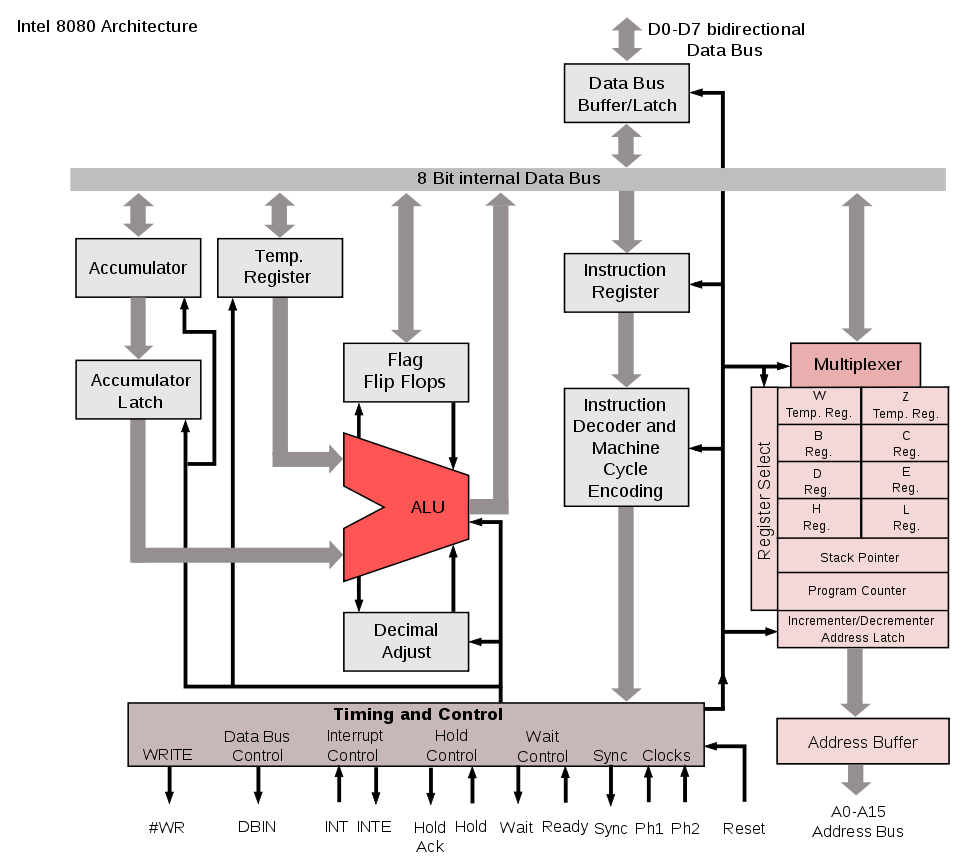 Intel 8080 Architecture
D0-D7 bidirectional
Data Bus
Data Bus
Buffer/Latch
8 Bit internal Data Bus
Accumulator
Temp.
Register
Instruction
Register
Accumulator
Latch
Flag
Flip Flops
Multiplexer
Instruction
Decoder and
Machine
Cycle
Encoding
Register Select
W
Temp. Reg.
Z
Temp. Reg.
B
Reg.
C
Reg.
D
Reg.
E
Reg.
H
Reg.
L
Reg.
Stack Pointer
Program Counter
Incrementer/Decrementer
Address Latch
ALU
Decimal
Adjust
Address Buffer
A0-A15
Address Bus
Timing and Control
WRITE
Data Bus
Control
Interrupt
Control
Hold
Control
Wait
Control
Sync
Clocks
#WR
DBIN
INT
INTE
Hold
Ack
Hold
Wait
Ready
Sync
Ph1
Ph2
Reset